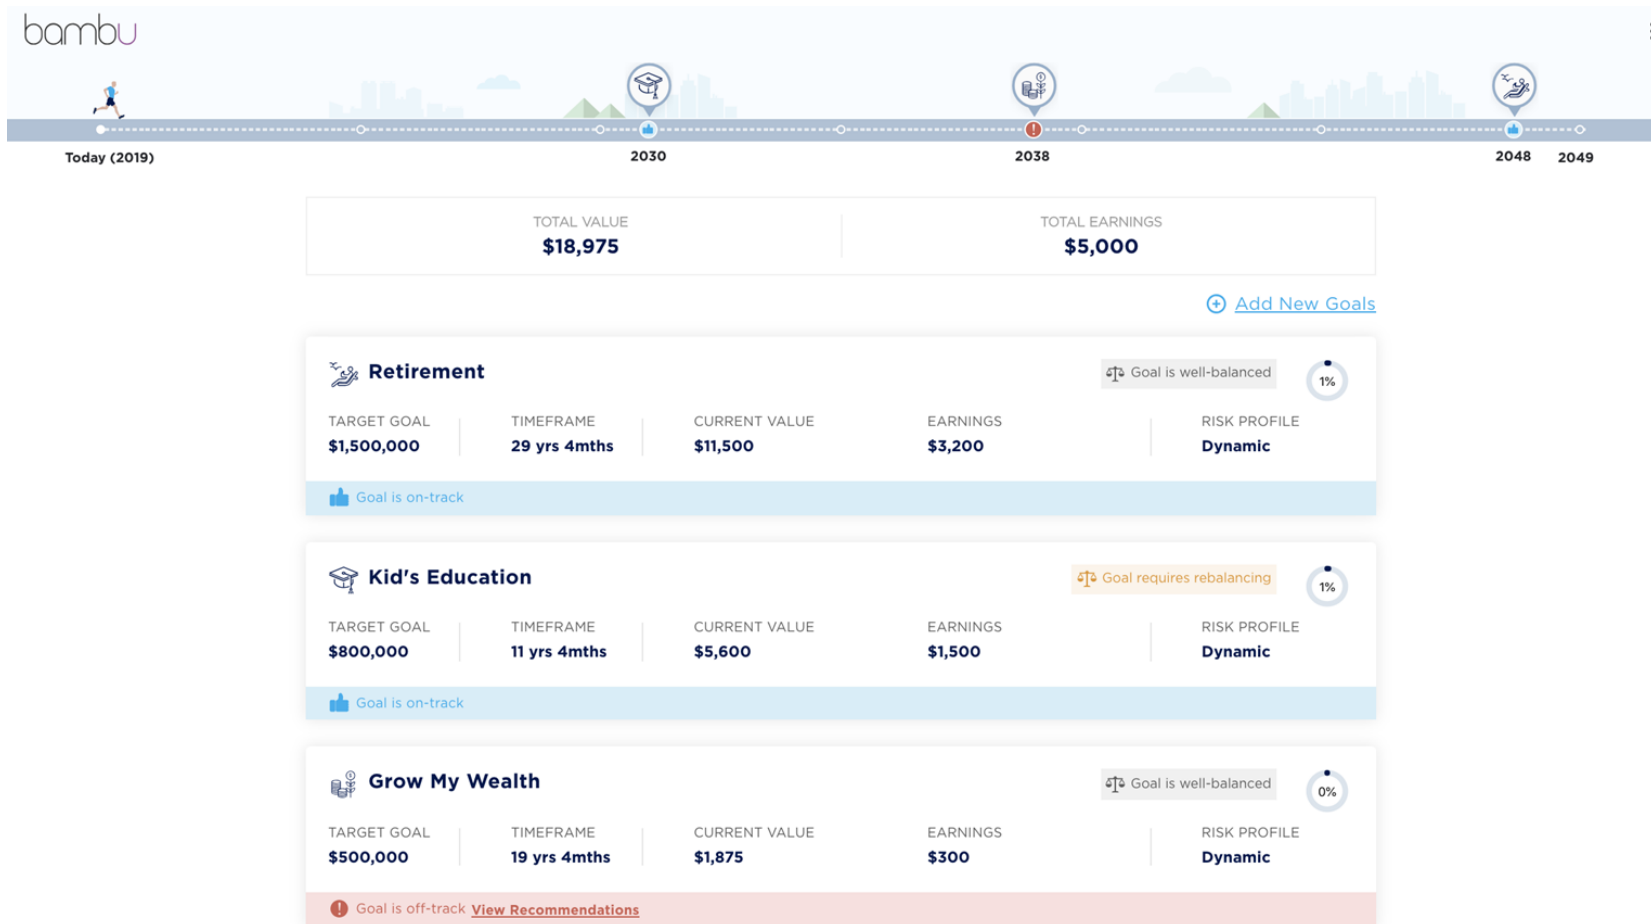 bambu
Today (2019) 2030 2038 2048 2049
TOTAL VALUE TOTAL EARNINGS
$18,975 $5,000
Add New Goals
Retirement Goal is well-balanced 1%
TARGET GOAL TIMEFRAME CURRENT VALUE EARNINGS RISK PROFILE
$1,500,000 29 yrs 4mths $11,500 $3,200 Dynamic
Goal is on-track
Kid's Education Goal requires rebalancing 1%
TARGET GOAL TIMEFRAME CURRENT VALUE EARNINGS RISK PROFILE
$800,000 11 yrs 4mths $5,600 $1,500 Dynamic
Goal is on-track
Grow My Wealth Goal is well-balanced 0%
TARGET GOAL TIMEFRAME CURRENT VALUE EARNINGS RISK PROFILE
$500,000 19 yrs 4mths $1,875 $300 Dynamic
Goal is off-track View Recommendations